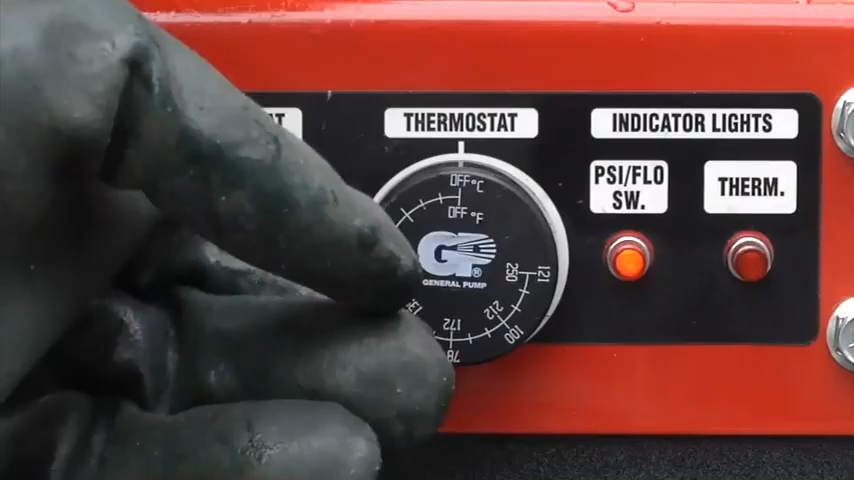 T
THERMOSTAT
INDICATOR LIGHTS
PSI/FLO
SW.
THERM.
OFF °C
OFF °F
GP®
GENERAL PUMP
121
250
212
100
172
78